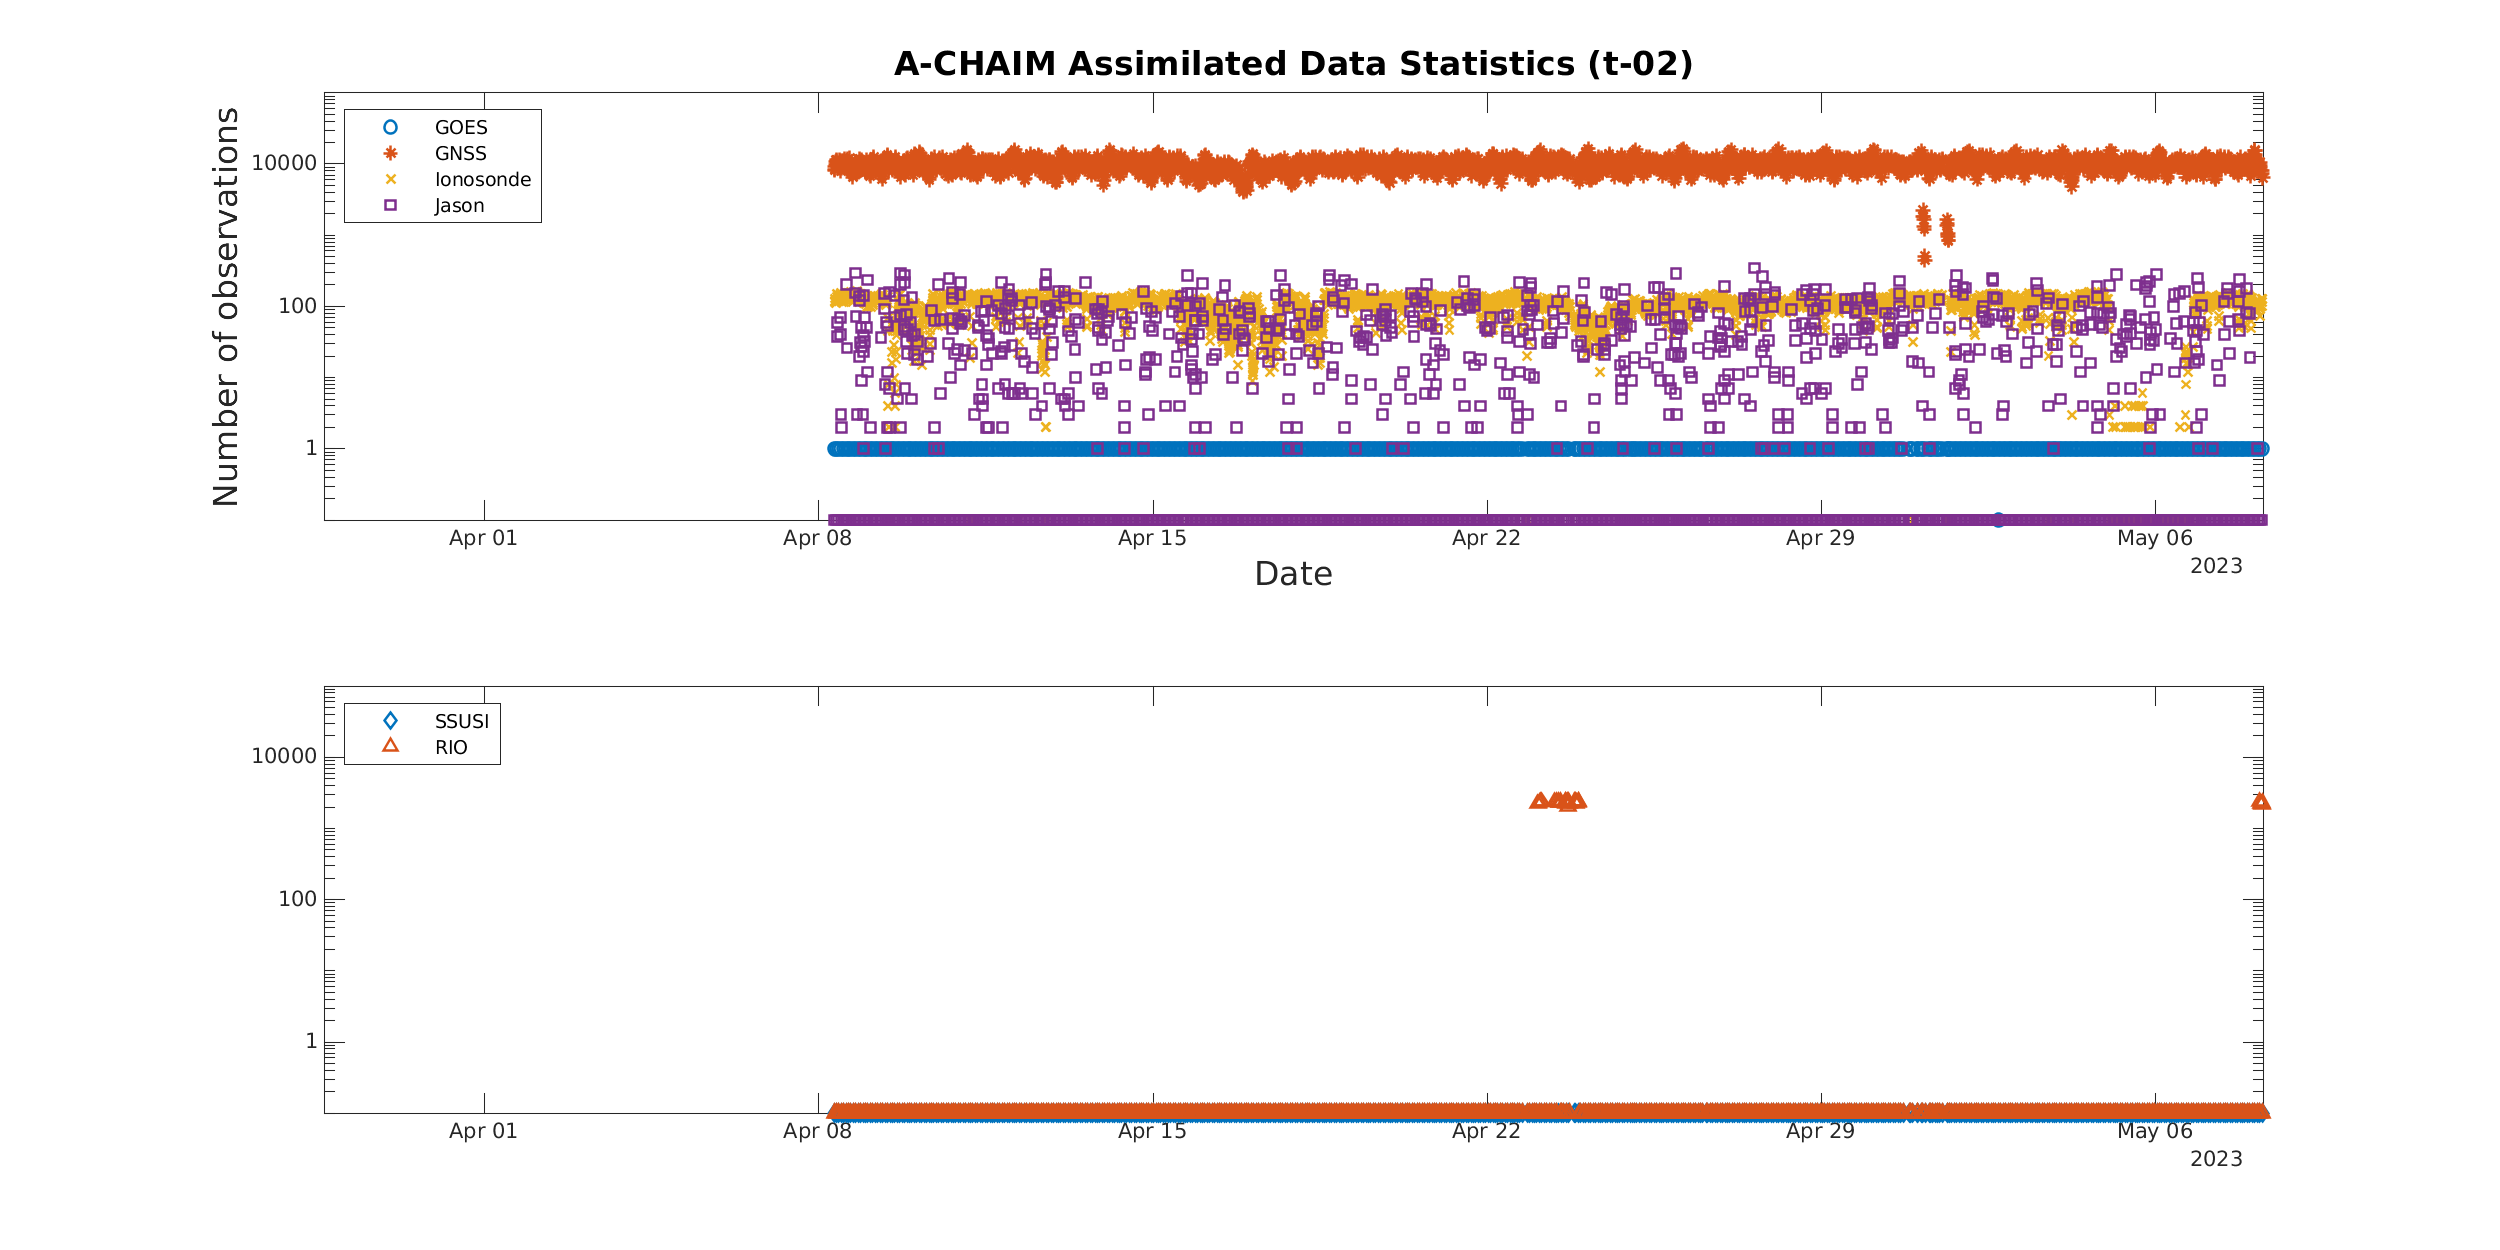 A-CHAIM Assimilated Data Statistics (t-02)
Number of observations
10000
100
1
GOES
GNSS
Ionosonde
Jason
Apr 01
Apr 08
Apr 15
Apr 22
Apr 29
May 06
2023
Date
10000
100
1
SSUSI
RIO
Apr 01
Apr 08
Apr 15
Apr 22
Apr 29
May 06
2023